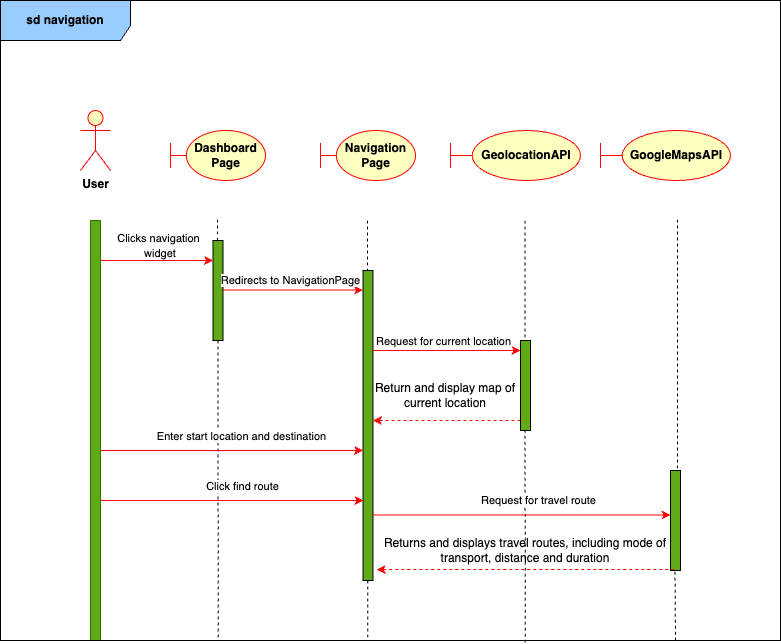 sd navigation
Dashboard
Page
Navigation
Page
GeolocationAPI
GoogleMapsAPI
User
Clicks navigation
widget
Redirects to NavigationPage
Request for current location
Return and display map of
current location
Enter start location and destination
Click find route
Request for travel route
Returns and displays travel routes, including mode of
transport, distance and duration